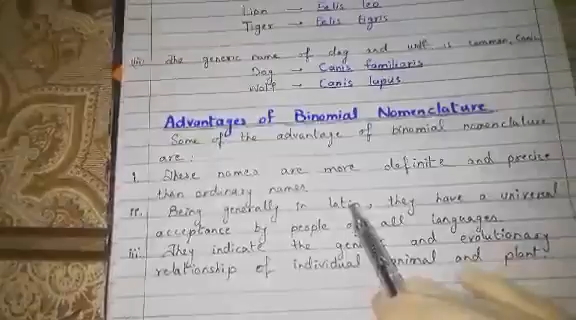 Lion → Felis leo
Tiger → Felis tigris
viii. The generic name of dog and wolf is common, Canis
Dog → Canis familiaris
Wolf → Canis lupus
Advantages of Binomial Nomenclature
Some of the advantage of binomial nomenclature
are:
i. These names are more definite and precise
than ordinary names.
ii. Being generally in latin, they have a universal
acceptance by people of all languages.
iii. They indicate the and evolutionary
relationship of individual animal and plant.